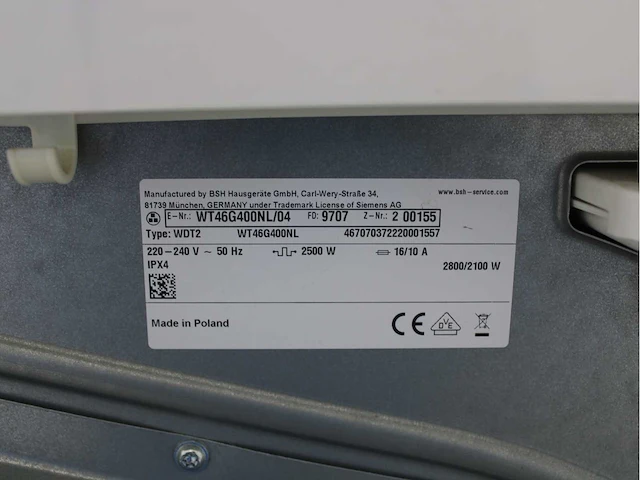 Manufactured by BSH Hausgeräte GmbH, Carl-Wery-Straße 34,
www.bsh-service.com
81739 München, GERMANY under Trademark License of Siemens AG
E-Nr.: WT46G400NL/04 FD: 9707 Z-Nr.: 2 00155
Type: WDT2 WT46G400NL 467070372220001557
220-240 V ~ 50 Hz 2500 W 16/10 A
IPX4 2800/2100 W
Made in Poland CE DVE